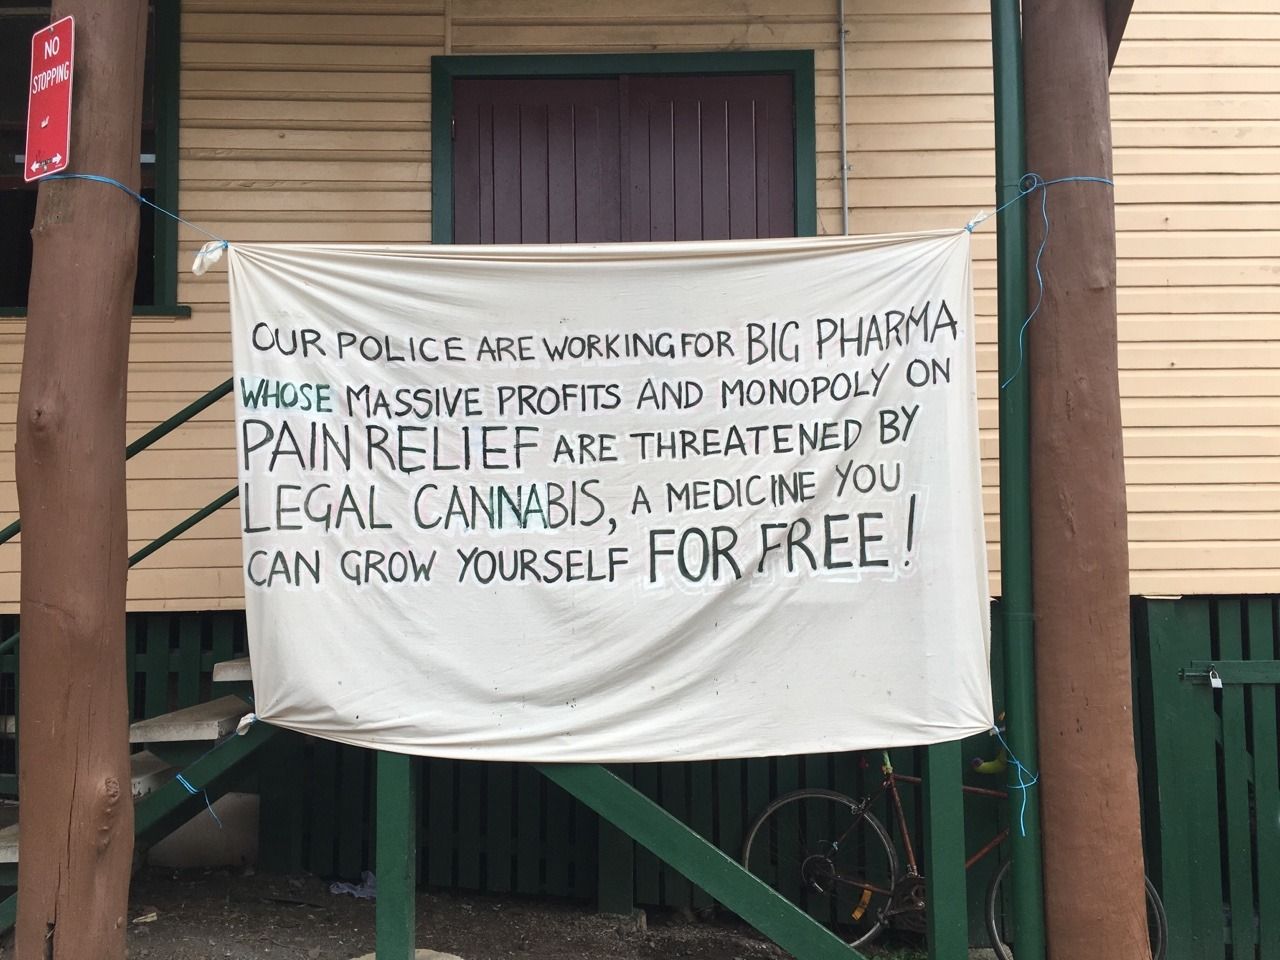 NO
STOPPING
OUR POLICE ARE WORKING FOR BIG PHARMA
WHOSE MASSIVE PROFITS AND MONOPOLY ON
PAIN RELIEF ARE THREATENED BY
LEGAL CANNABIS, A MEDICINE YOU
CAN GROW YOURSELF FOR FREE!